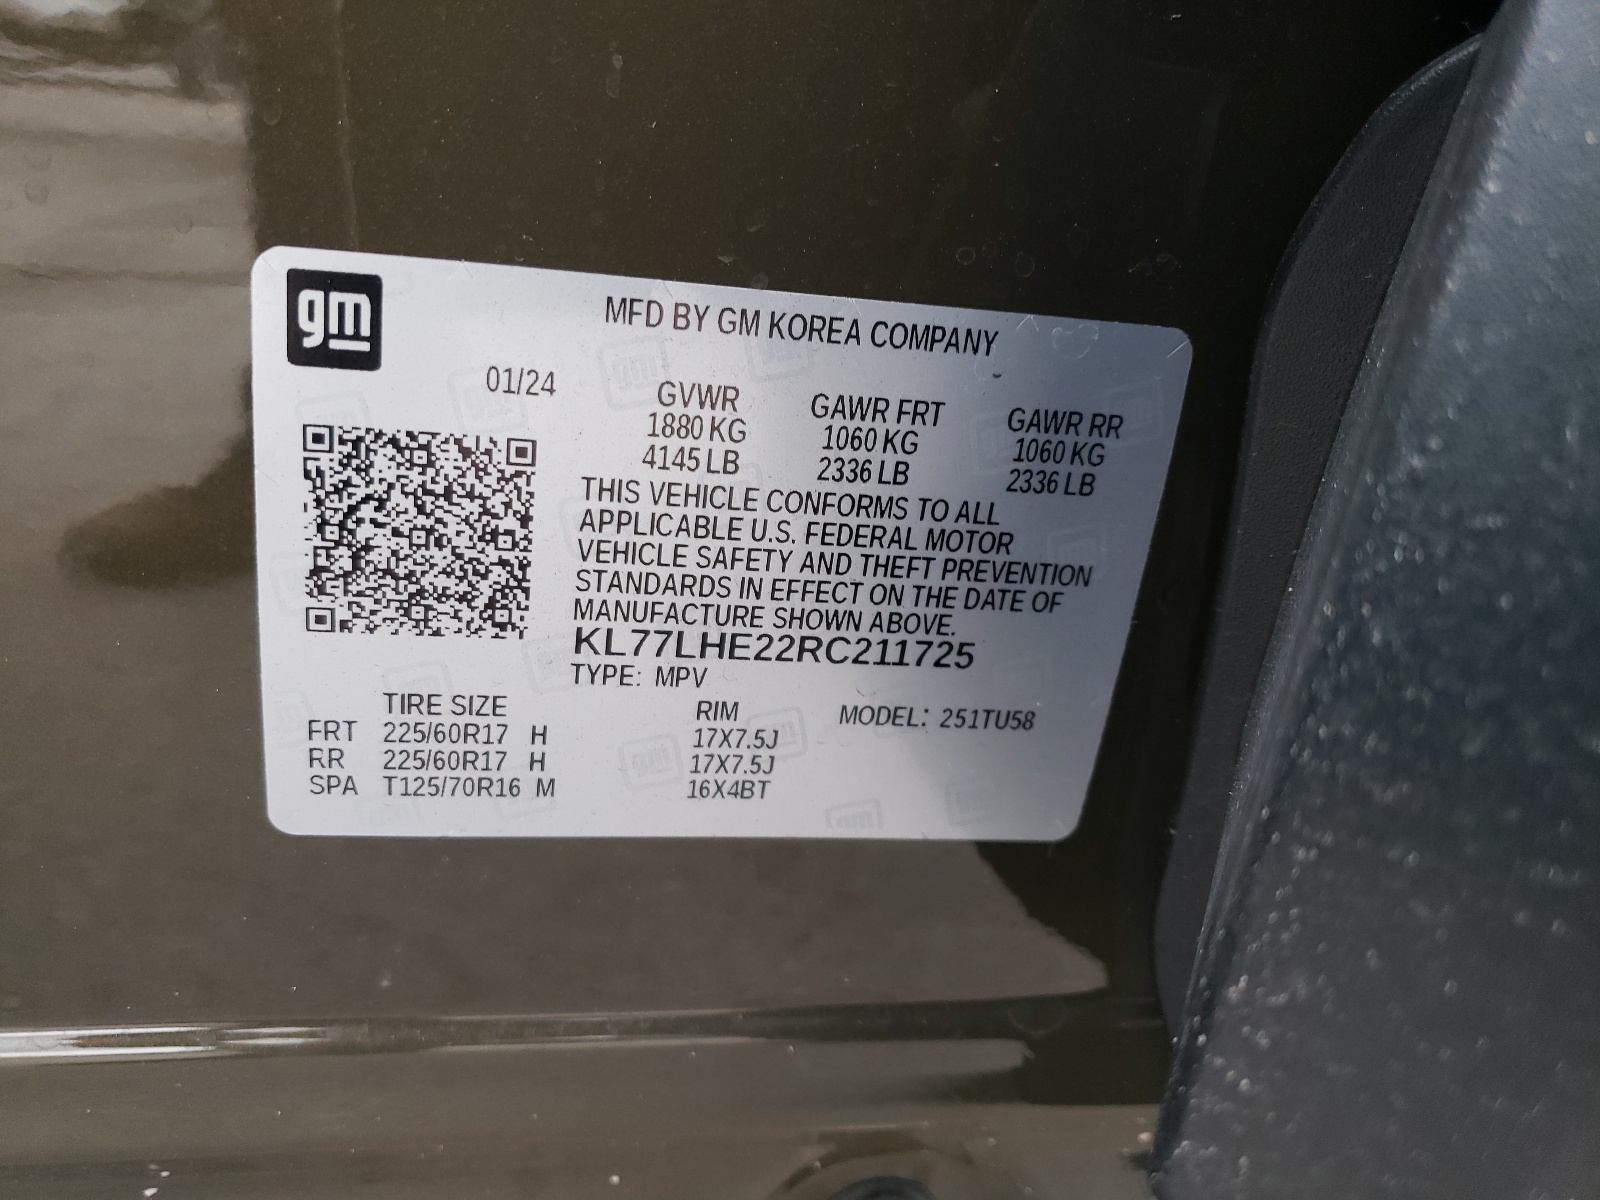 gm
MFD BY GM KOREA COMPANY
01/24
GVWR GAWR FRT GAWR RR
1880 KG 1060 KG 1060 KG
4145 LB 2336 LB 2336 LB
THIS VEHICLE CONFORMS TO ALL
APPLICABLE U.S. FEDERAL MOTOR
VEHICLE SAFETY AND THEFT PREVENTION
STANDARDS IN EFFECT ON THE DATE OF
MANUFACTURE SHOWN ABOVE.
KL77LHE22RC211725
TYPE: MPV
TIRE SIZE RIM MODEL: 251TU58
FRT 225/60R17 H 17X7.5J
RR 225/60R17 H 17X7.5J
SPA T125/70R16 M 16X4BT